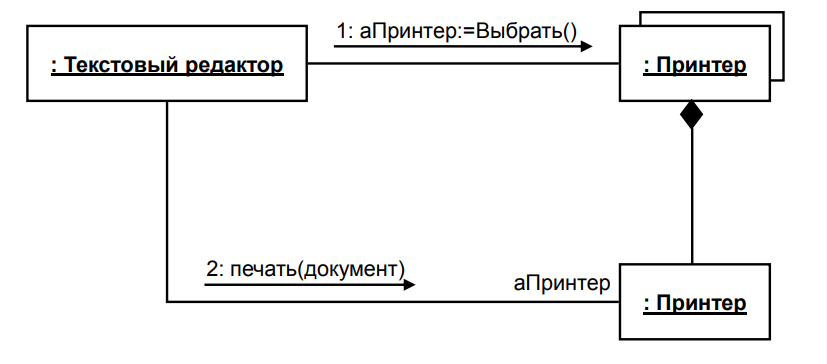 1: аПринтер:=Выбрать()
: Текстовый редактор
: Принтер
2: печать(документ)
аПринтер
: Принтер